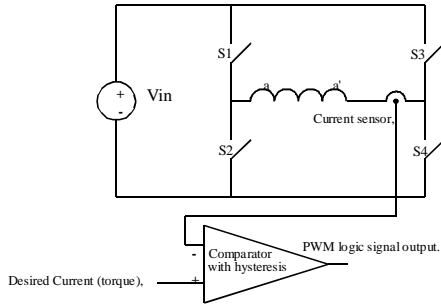 S1
S3
a
a'
+
-
Vin
Current sensor,
S2
S4
-
Comparator
with hysteresis
PWM logic signal output.
Desired Current (torque),
+